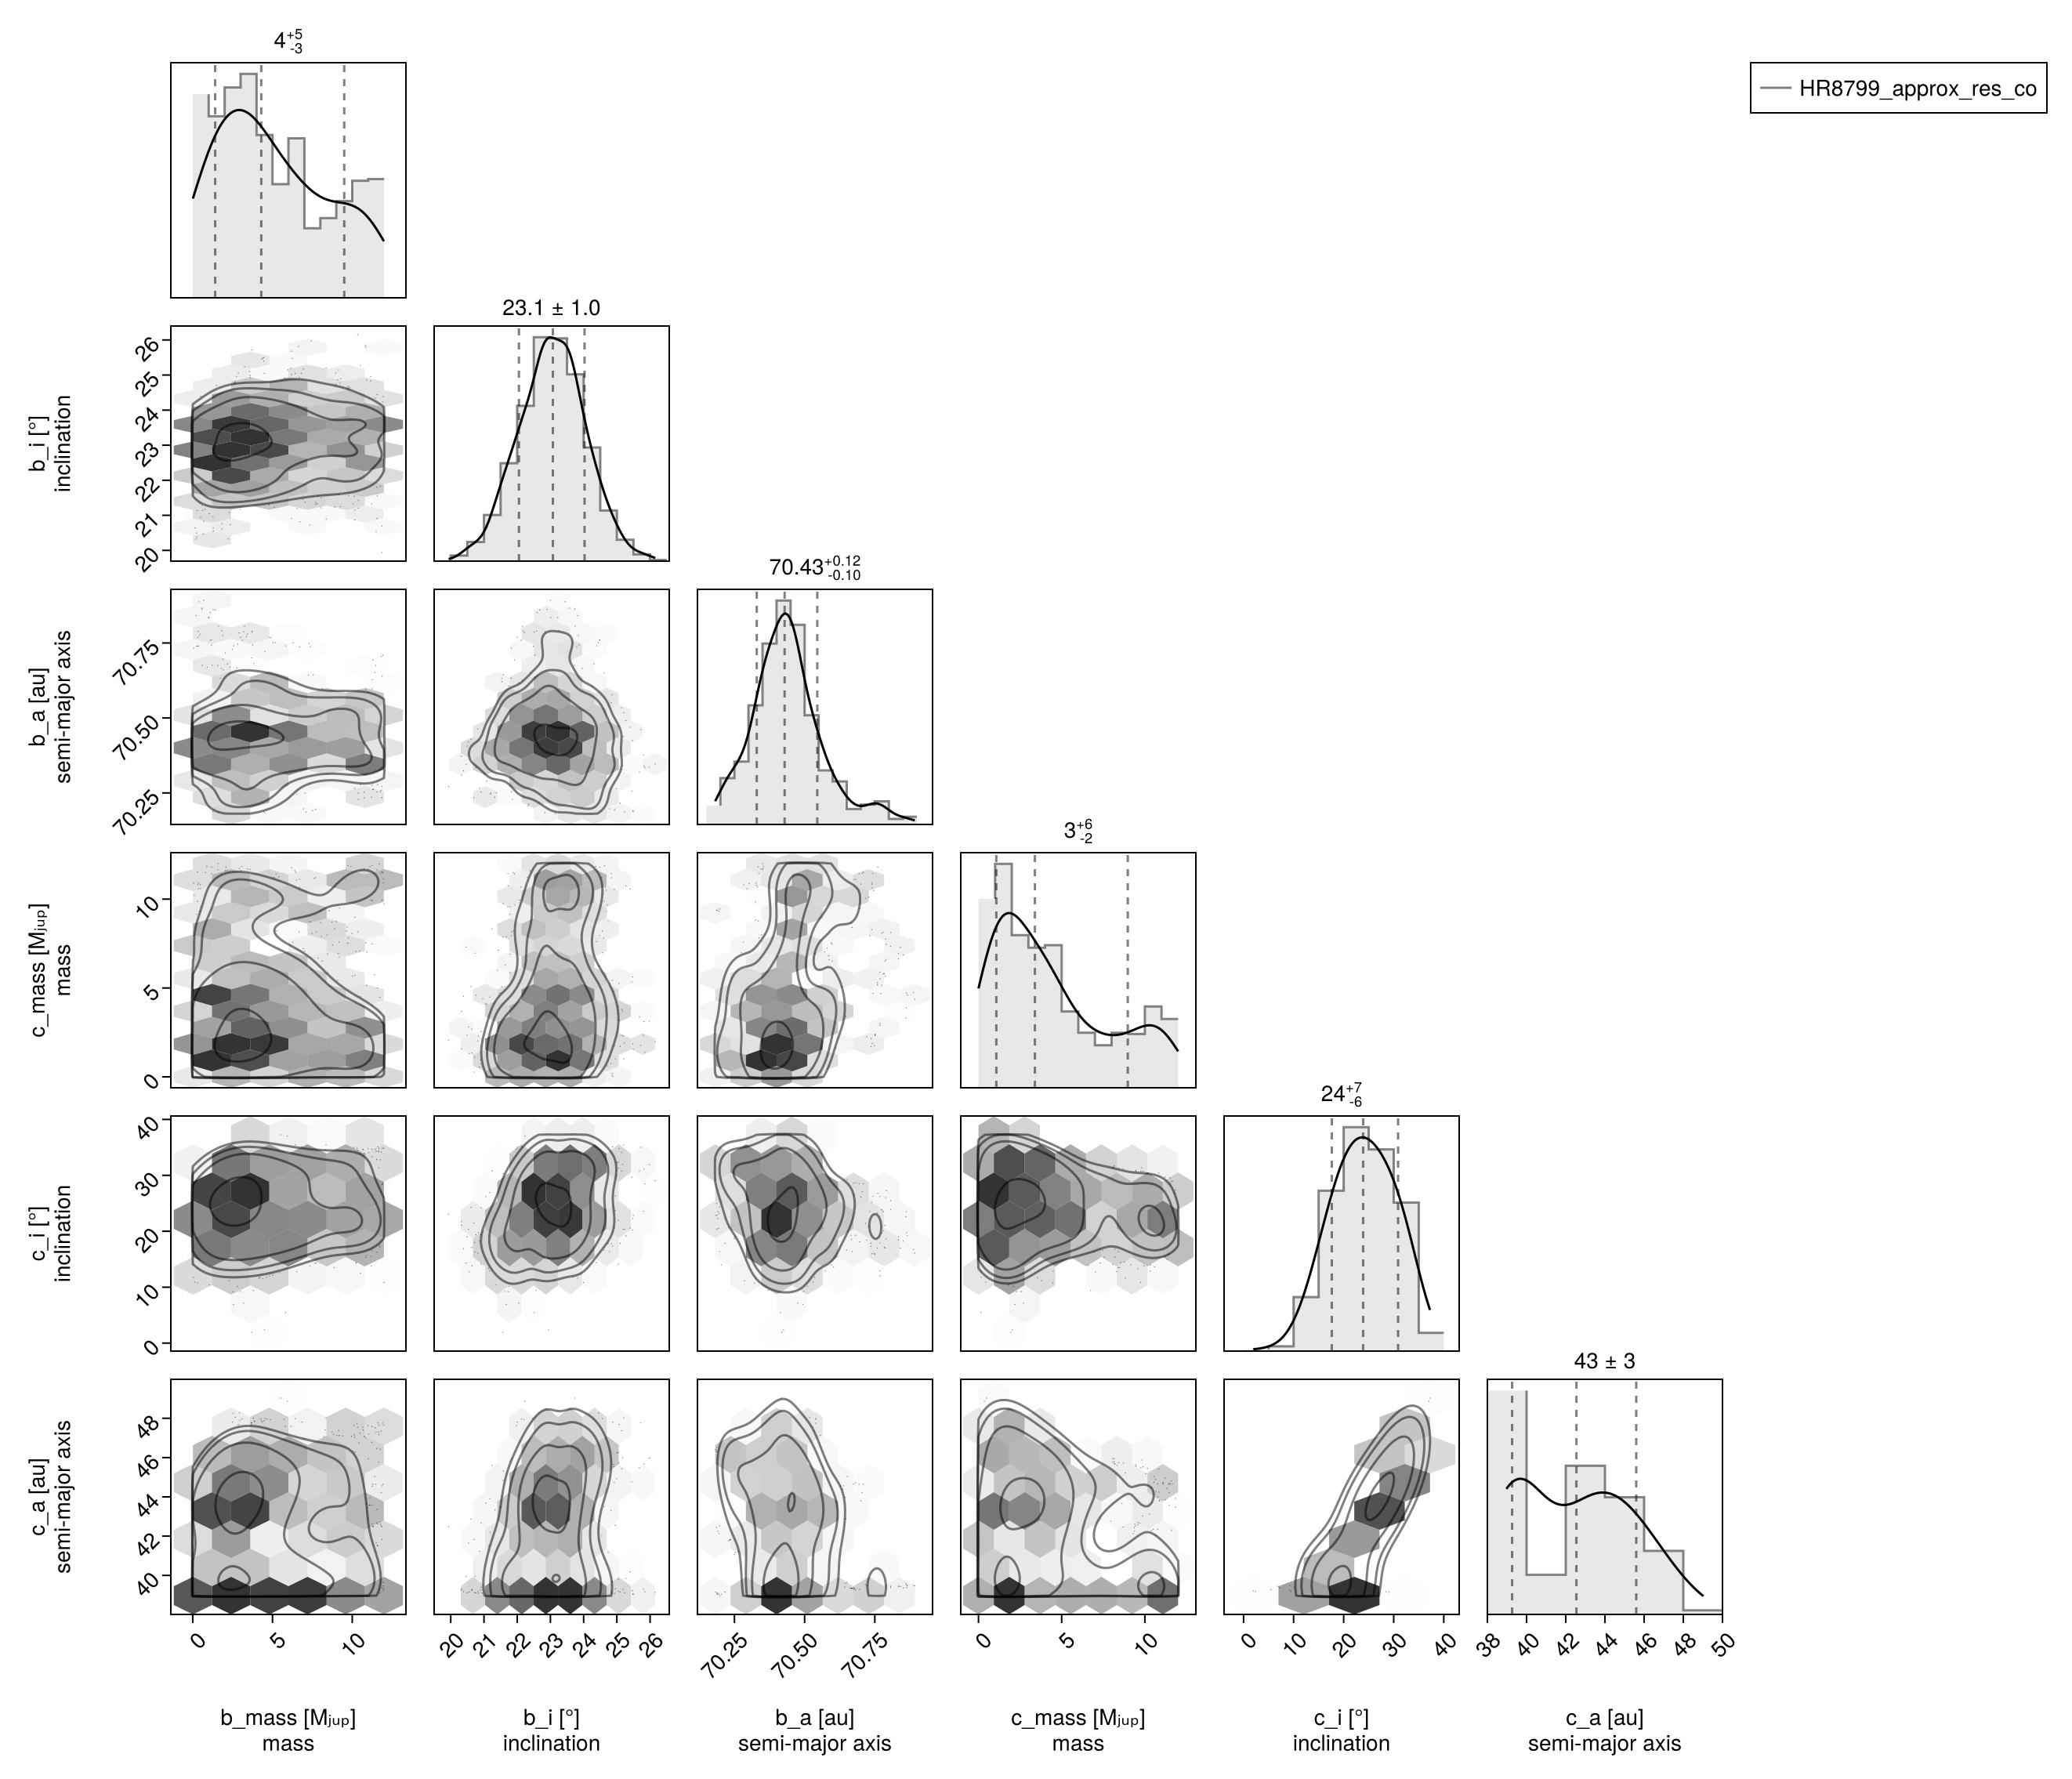 4+5-3
HR8799_approx_res_co
23.1 ± 1.0
b_i [°]
inclination
26
25
24
23
22
21
20
70.43+0.12-0.10
b_a [au]
semi-major axis
70.75
70.50
70.25
3+6-2
c_mass [Mⱼᵤₚ]
mass
10
5
0
24+7-6
c_i [°]
inclination
40
30
20
10
0
43 ± 3
c_a [au]
semi-major axis
48
46
44
42
40
0 5 10
20 21 22 23 24 25 26
70.25 70.50 70.75
0 5 10
0 10 20 30 40
38 40 42 44 46 48 50
b_mass [Mⱼᵤₚ]
mass
b_i [°]
inclination
b_a [au]
semi-major axis
c_mass [Mⱼᵤₚ]
mass
c_i [°]
inclination
c_a [au]
semi-major axis